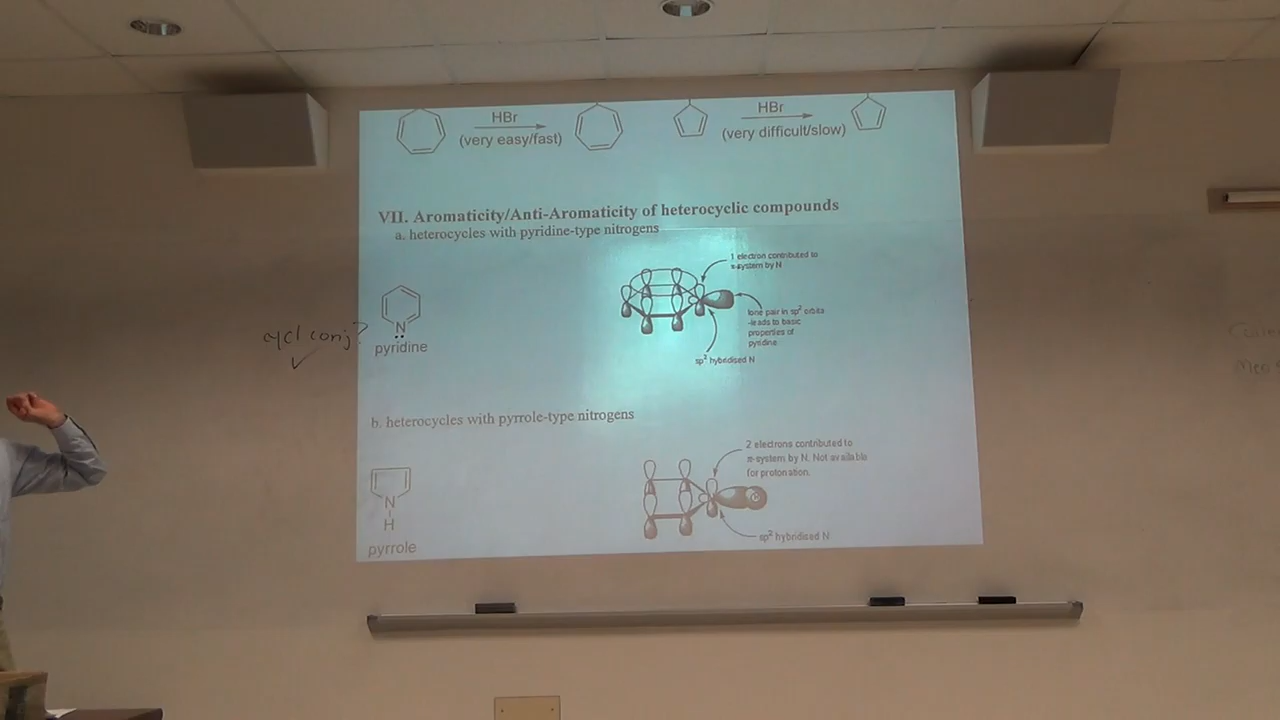 HBr
(very easy/fast)
HBr
(very difficult/slow)
VII. Aromaticity/Anti-Aromaticity of heterocyclic compounds
a. heterocycles with pyridine-type nitrogens
1 electron contributed to
π-system by N
lone pair in sp² orbita
-leads to basic
properties of
pyridine
sp² hybridised N
N
pyridine
cycl conj?
✓
b. heterocycles with pyrrole-type nitrogens
2 electrons contributed to
π-system by N. Not available
for protonation.
sp² hybridised N
N
H
pyrrole